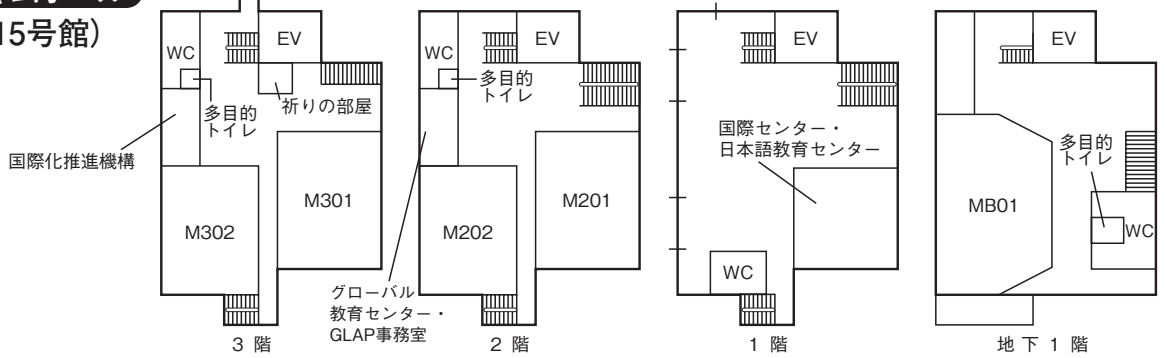 15号館)
WC
EV
多目的
トイレ
祈りの部屋
国際化推進機構
M301
M302
3 階
WC
EV
多目的
トイレ
M201
M202
グローバル
教育センター・
GLAP事務室
2 階
EV
国際センター・
日本語教育センター
WC
1 階
EV
多目的
トイレ
MB01
WC
地 下 1 階